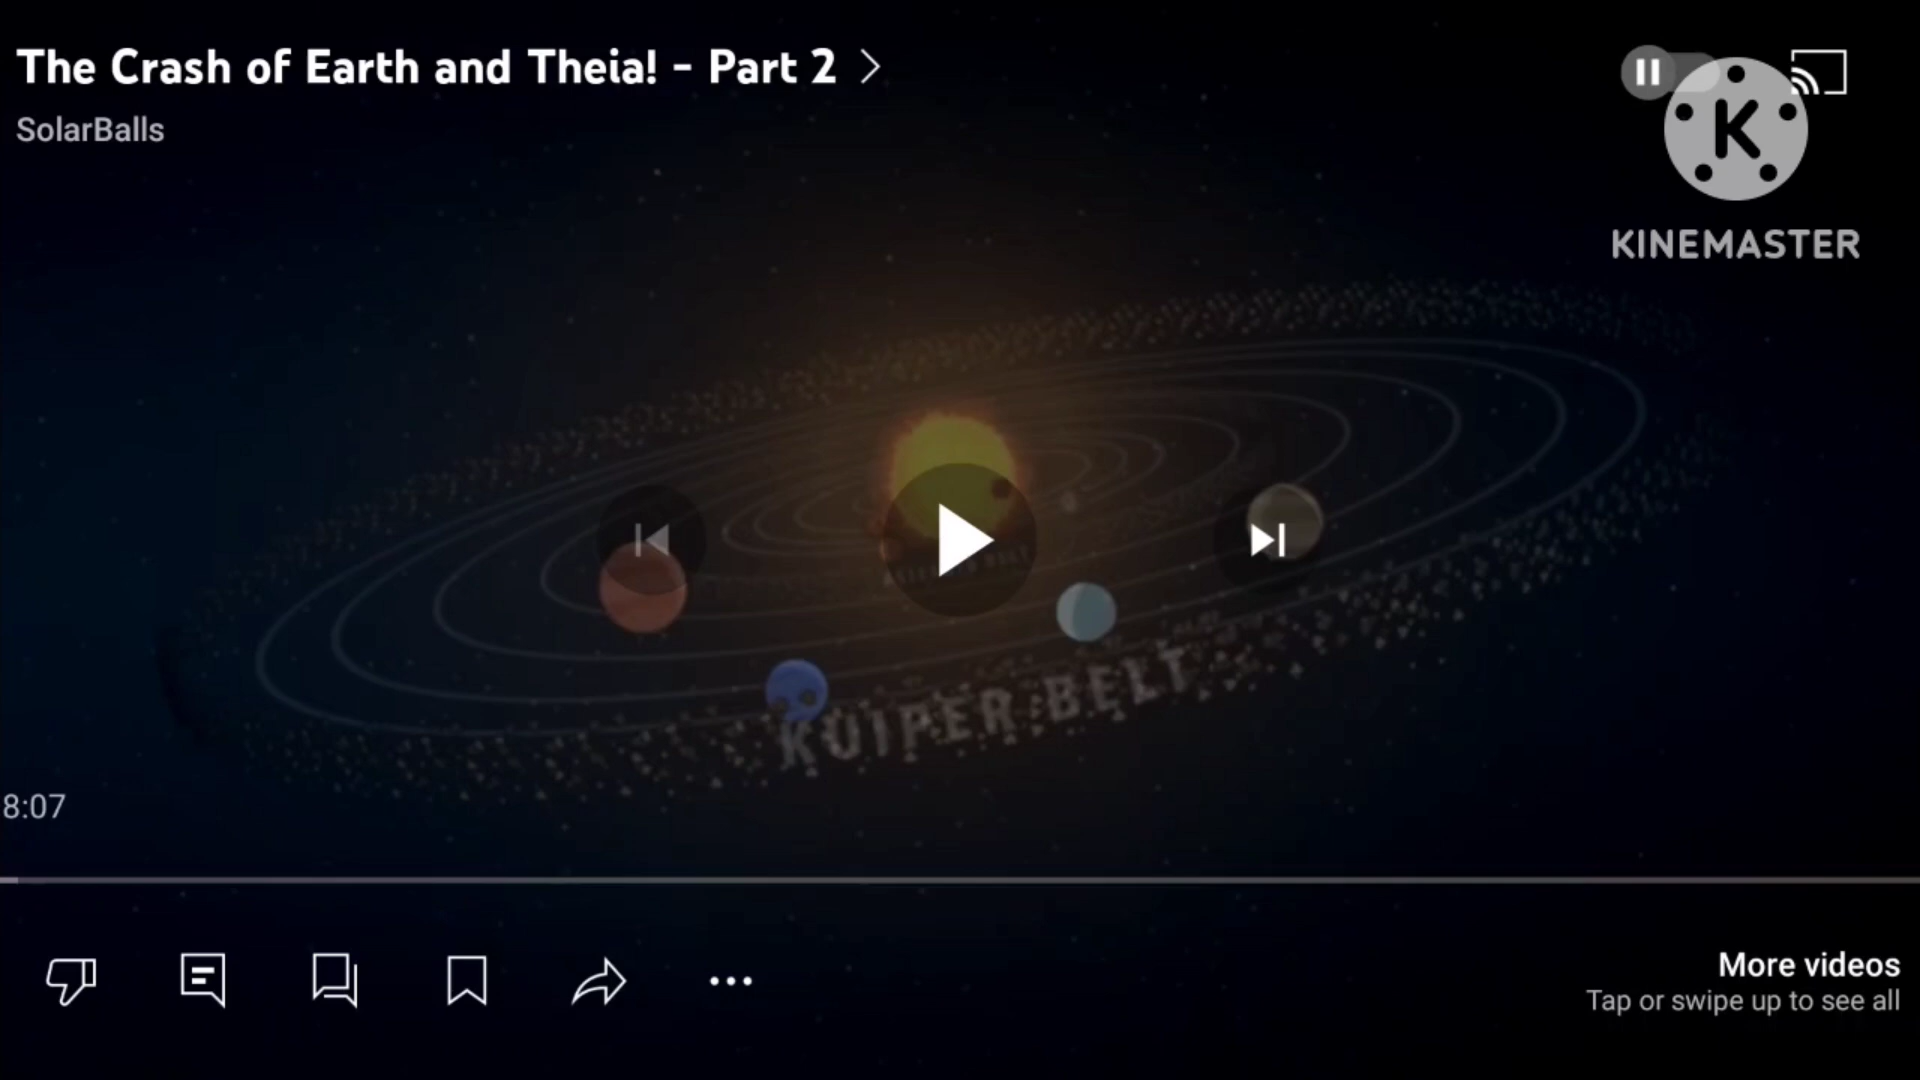 The Crash of Earth and Theia! - Part 2
SolarBalls
K
KINEMASTER
KUIPER BELT
8:07
More videos
Tap or swipe up to see all